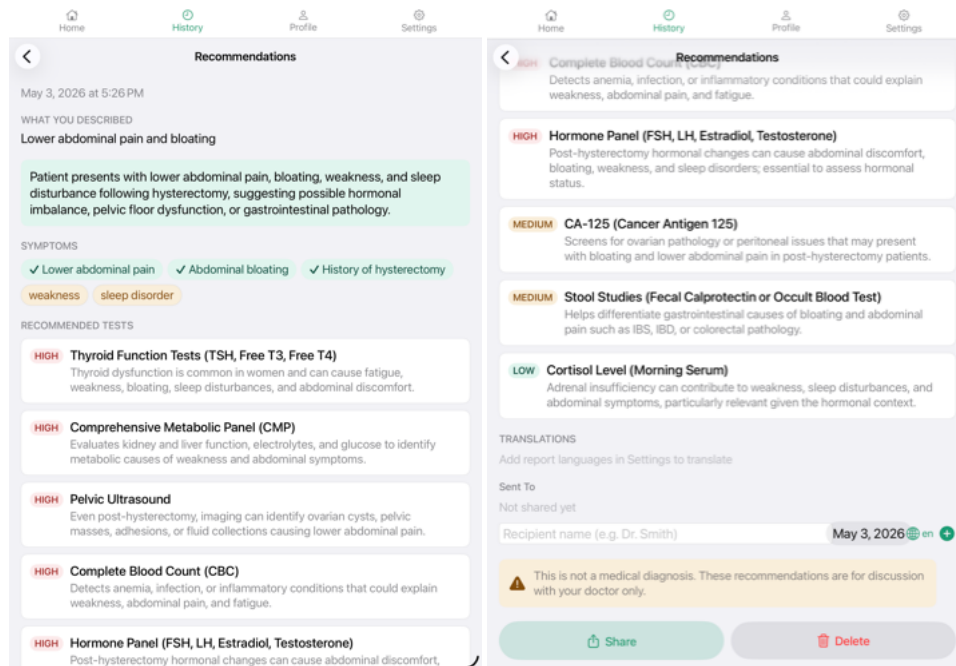 Home
History
Profile
Settings
Recommendations
May 3, 2026 at 5:26 PM
WHAT YOU DESCRIBED
Lower abdominal pain and bloating
Patient presents with lower abdominal pain, bloating, weakness, and sleep
disturbance following hysterectomy, suggesting possible hormonal
imbalance, pelvic floor dysfunction, or gastrointestinal pathology.
SYMPTOMS
✓ Lower abdominal pain
✓ Abdominal bloating
✓ History of hysterectomy
weakness
sleep disorder
RECOMMENDED TESTS
HIGH Thyroid Function Tests (TSH, Free T3, Free T4)
Thyroid dysfunction is common in women and can cause fatigue,
weakness, bloating, sleep disturbances, and abdominal discomfort.
HIGH Comprehensive Metabolic Panel (CMP)
Evaluates kidney and liver function, electrolytes, and glucose to identify
metabolic causes of weakness and abdominal symptoms.
HIGH Pelvic Ultrasound
Even post-hysterectomy, imaging can identify ovarian cysts, pelvic
masses, adhesions, or fluid collections causing lower abdominal pain.
HIGH Complete Blood Count (CBC)
Detects anemia, infection, or inflammatory conditions that could explain
weakness, abdominal pain, and fatigue.
HIGH Hormone Panel (FSH, LH, Estradiol, Testosterone)
Post-hysterectomy hormonal changes can cause abdominal discomfort,
Home
History
Profile
Settings
Recommendations
HIGH Complete Blood Count (CBC)
Detects anemia, infection, or inflammatory conditions that could explain
weakness, abdominal pain, and fatigue.
HIGH Hormone Panel (FSH, LH, Estradiol, Testosterone)
Post-hysterectomy hormonal changes can cause abdominal discomfort,
bloating, weakness, and sleep disorders; essential to assess hormonal
status.
MEDIUM CA-125 (Cancer Antigen 125)
Screens for ovarian pathology or peritoneal issues that may present
with bloating and lower abdominal pain in post-hysterectomy patients.
MEDIUM Stool Studies (Fecal Calprotectin or Occult Blood Test)
Helps differentiate gastrointestinal causes of bloating and abdominal
pain such as IBS, IBD, or colorectal pathology.
LOW Cortisol Level (Morning Serum)
Adrenal insufficiency can contribute to weakness, sleep disturbances, and
abdominal symptoms, particularly relevant given the hormonal context.
TRANSLATIONS
Add report languages in Settings to translate
Sent To
Not shared yet
Recipient name (e.g. Dr. Smith)
May 3, 2026
en
This is not a medical diagnosis. These recommendations are for discussion
with your doctor only.
Share
Delete